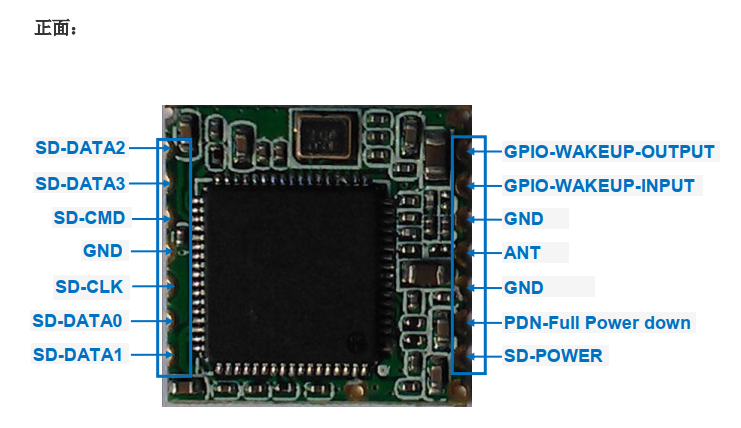 正面：
SD-DATA2
SD-DATA3
SD-CMD
GND
SD-CLK
SD-DATA0
SD-DATA1
GPIO-WAKEUP-OUTPUT
GPIO-WAKEUP-INPUT
GND
ANT
GND
PDN-Full Power down
SD-POWER